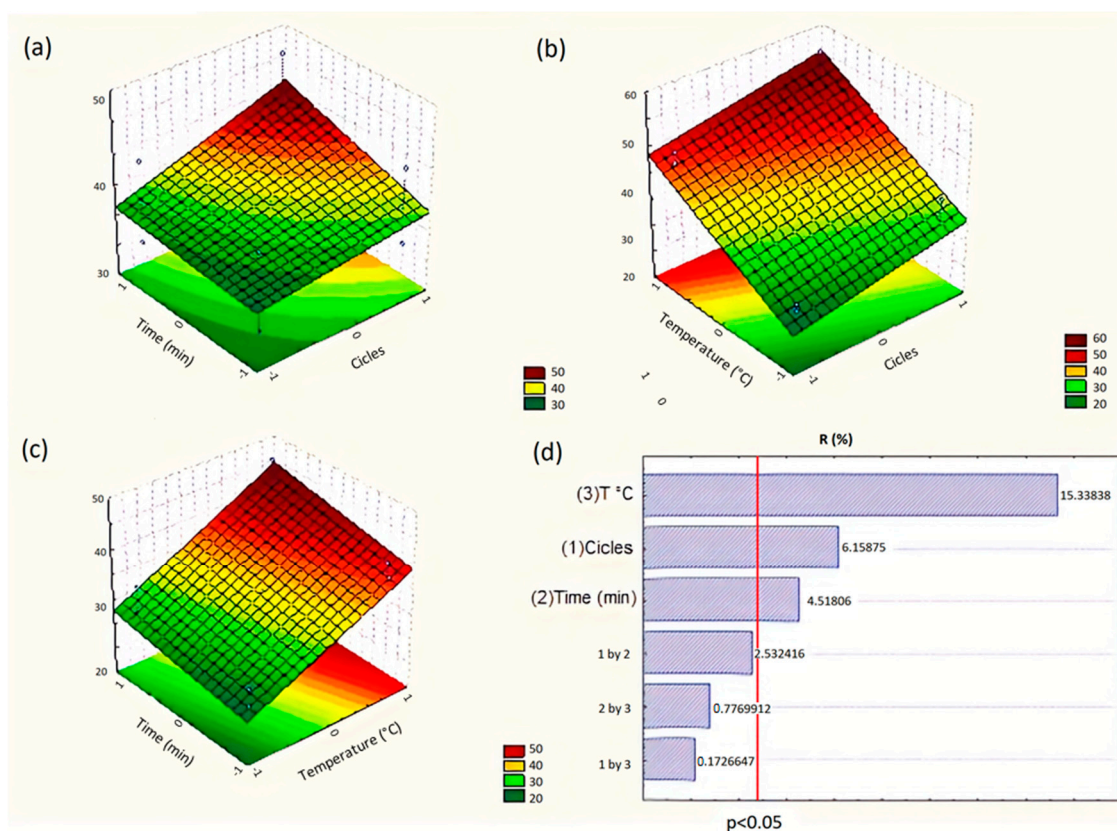 (a)
50
40
30
1
0
-1
Time (min)
-1
0
1
Cicles
50
40
30
(b)
60
50
40
30
20
1
0
-1
Temperature (°C)
-1
0
1
Cicles
1
0
60
50
40
30
20
(c)
50
40
30
20
1
0
-1
Time (min)
-1
0
1
Temperature (°C)
50
40
30
20
(d)
R (%)
(3)T °C
15.33838
(1)Cicles
6.15875
(2)Time (min)
4.51806
1 by 2
2.532416
2 by 3
0.7769912
1 by 3
0.1726647
p<0.05